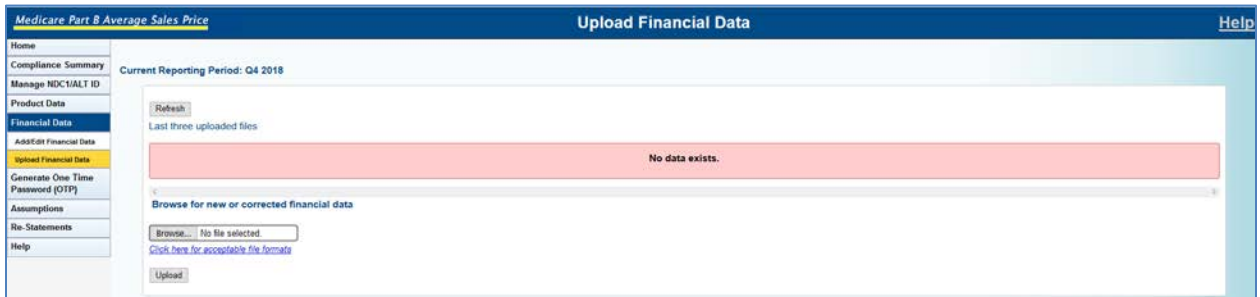 Medicare Part B Average Sales Price
Upload Financial Data
Help
Home
Compliance Summary
Manage NDC1/ALT ID
Product Data
Financial Data
Add/Edit Financial Data
Upload Financial Data
Generate One Time
Password (OTP)
Assumptions
Re-Statements
Help
Current Reporting Period: Q4 2018
Refresh
Last three uploaded files
No data exists.
Browse for new or corrected financial data
Browse... No file selected.
Click here for acceptable file formats
Upload